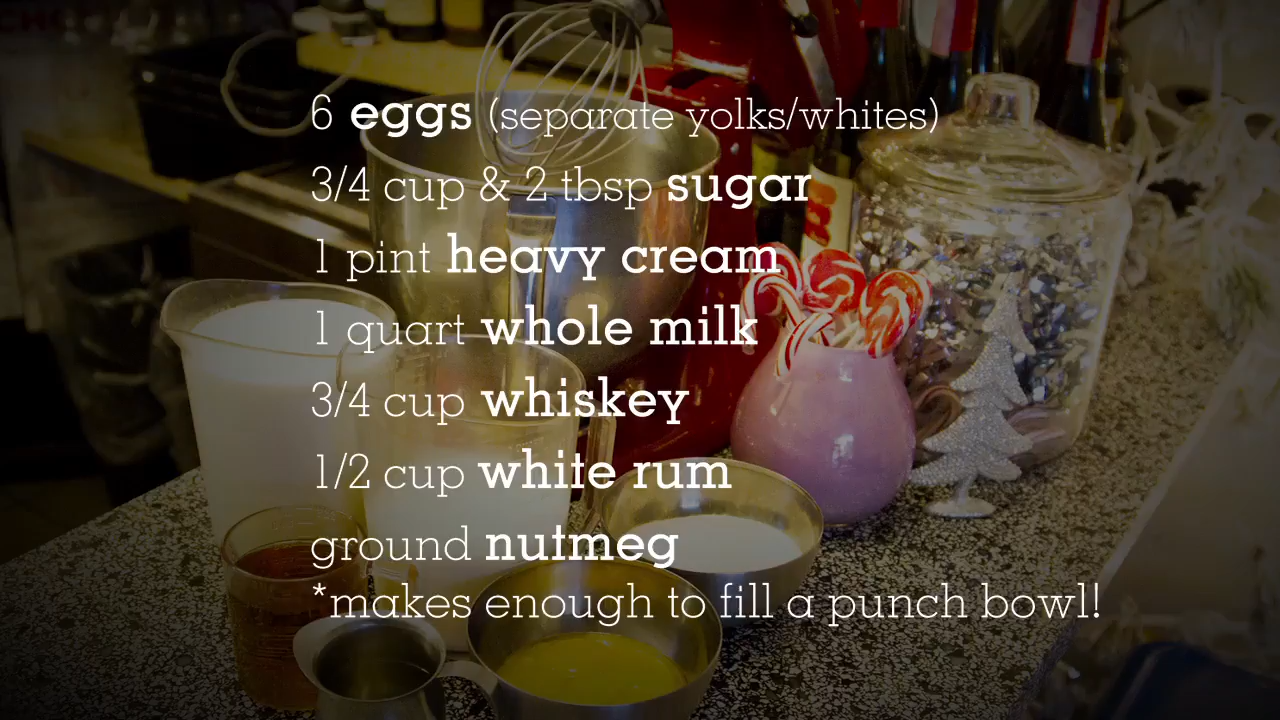 6 eggs (separate yolks/whites)
3/4 cup & 2 tbsp sugar
1 pint heavy cream
1 quart whole milk
3/4 cup whiskey
1/2 cup white rum
ground nutmeg
*makes enough to fill a punch bowl!